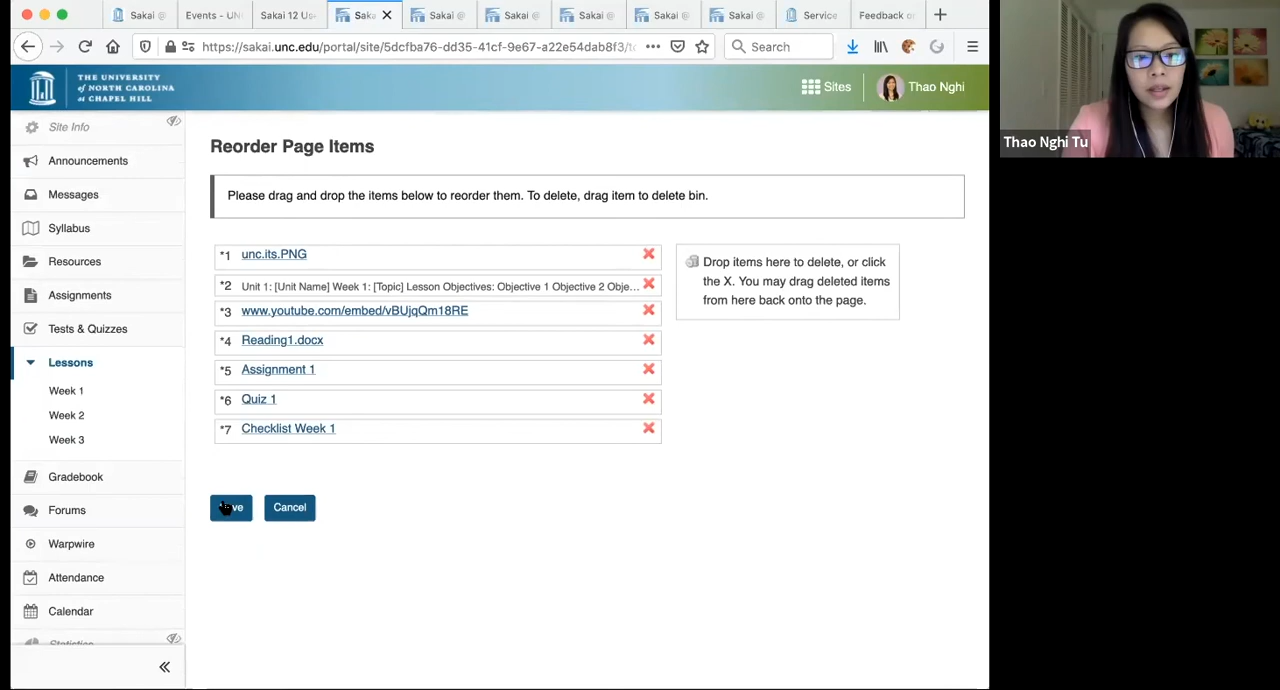 Sakai @
Events - UN
Sakai 12 Us
Saka
Sakai @
Sakai @
Sakai @
Sakai @
Sakai @
Service
Feedback or
https://sakai.unc.edu/portal/site/5dcfba76-dd35-41cf-9e67-a22e54dab8f3/t
Search
THE UNIVERSITY
of NORTH CAROLINA
at CHAPEL HILL
Sites
Thao Nghi
Thao Nghi Tu
Site Info
Announcements
Messages
Syllabus
Resources
Assignments
Tests & Quizzes
Lessons
Week 1
Week 2
Week 3
Gradebook
Forums
Warpwire
Attendance
Calendar
Statistics
Reorder Page Items
Please drag and drop the items below to reorder them. To delete, drag item to delete bin.
*1 unc.its.PNG
*2 Unit 1: [Unit Name] Week 1: [Topic] Lesson Objectives: Objective 1 Objective 2 Obje...
*3 www.youtube.com/embed/vBUjqQm18RE
*4 Reading1.docx
*5 Assignment 1
*6 Quiz 1
*7 Checklist Week 1
Drop items here to delete, or click
the X. You may drag deleted items
from here back onto the page.
Cancel